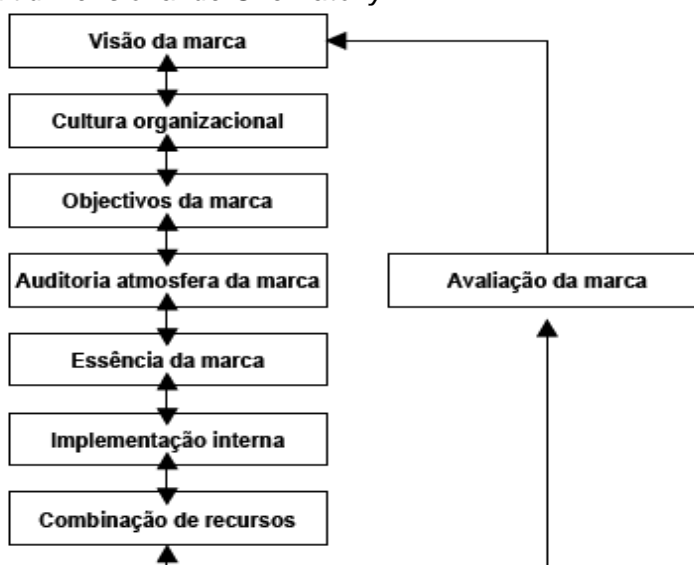 Visão da marca
Cultura organizacional
Objectivos da marca
Auditoria atmosfera da marca
Avaliação da marca
Essência da marca
Implementação interna
Combinação de recursos